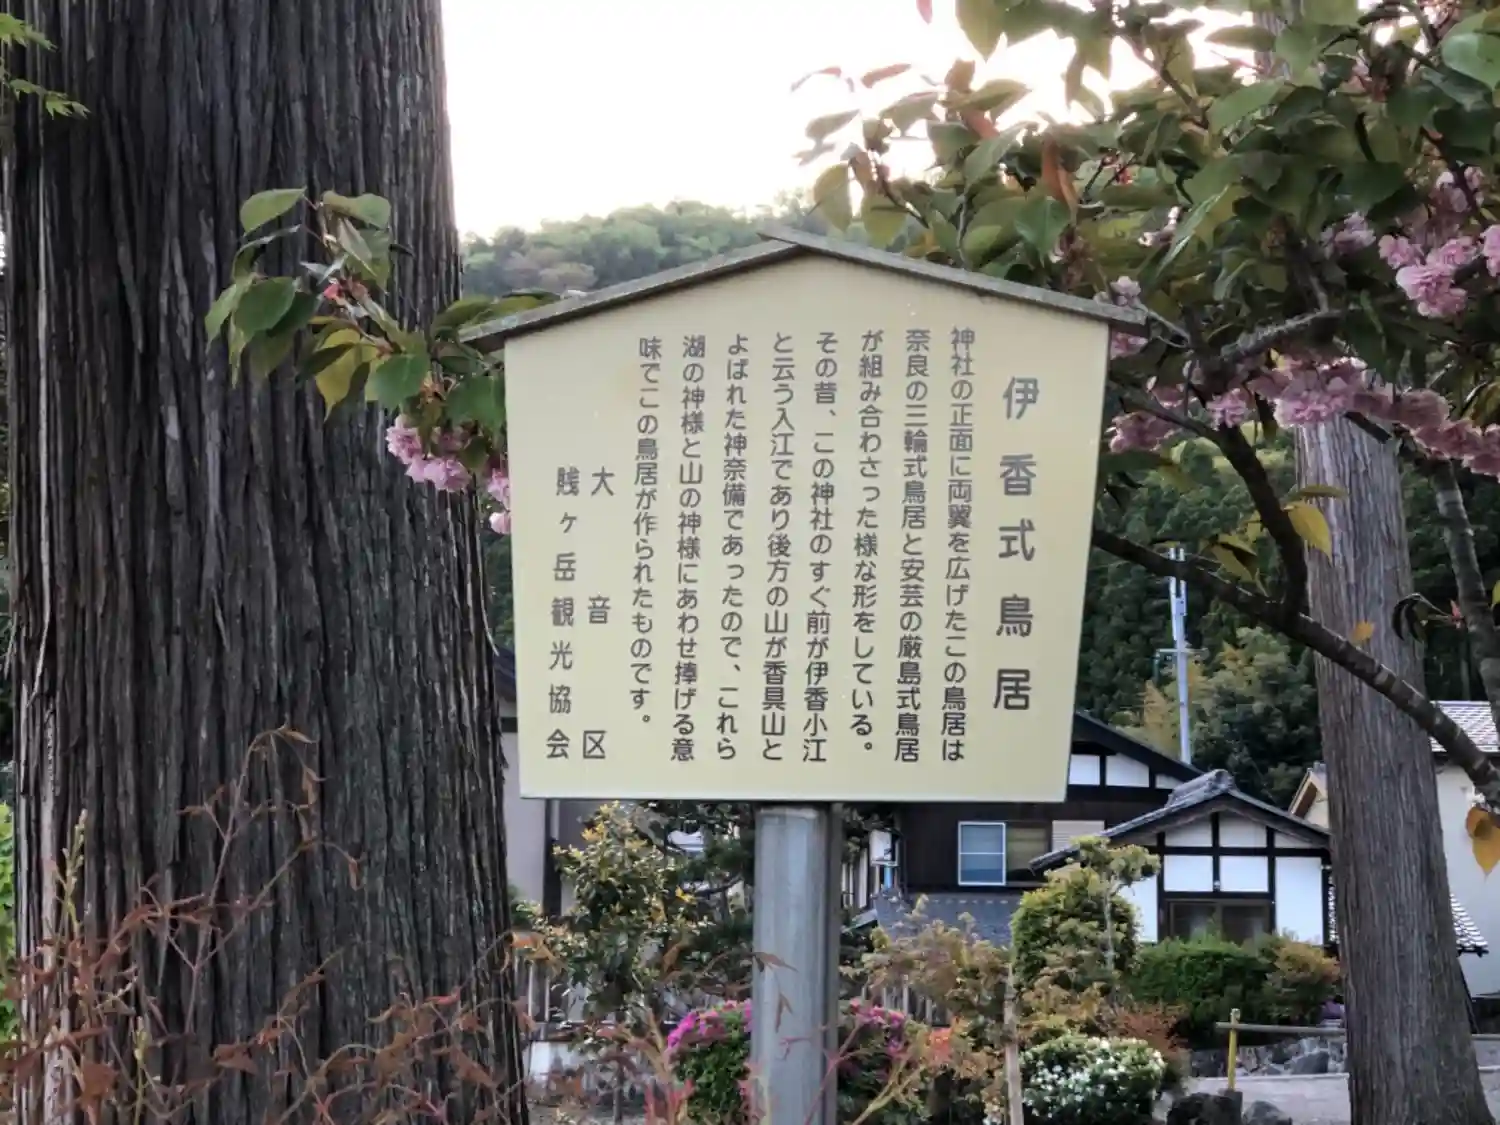 伊香式鳥居
神社の正面に両翼を広げたこの鳥居は
奈良の三輪式鳥居と安芸の厳島式鳥居
が組み合わさった様な形をしている。
その昔、この神社のすぐ前が伊香小江
と云う入江であり後方の山が香具山と
よばれた神奈備であったので、これら
湖の神様と山の神様にあわせ捧げる意
味でこの鳥居が作られたものです。
大音区
賎ヶ岳観光協会